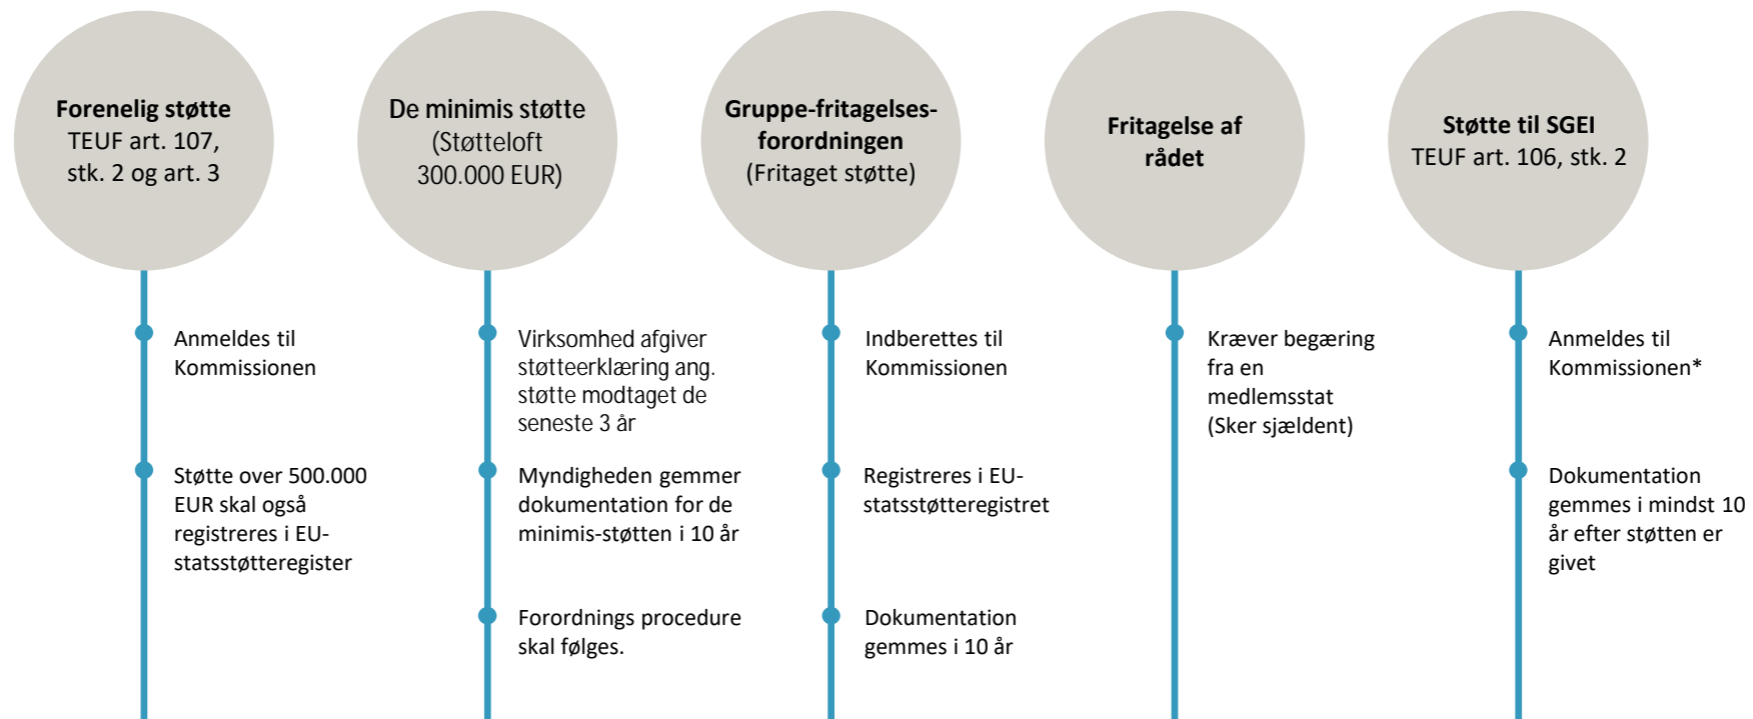 Forenelig støtte
TEUF art. 107,
stk. 2 og art. 3
Anmeldes til
Kommissionen
Støtte over 500.000
EUR skal også
registreres i EU-
statsstøtteregister
De minimis støtte
(Støtteloft
300.000 EUR)
Virksomhed afgiver
støtteerklæring ang.
støtte modtaget de
seneste 3 år
Myndigheden gemmer
dokumentation for de
minimis-støtten i 10 år
Forordnings procedure
skal følges.
Gruppe-fritagelses-
forordningen
(Fritaget støtte)
Indberettes til
Kommissionen
Registreres i EU-
statsstøtteregistret
Dokumentation
gemmes i 10 år
Fritagelse af
rådet
Kræver begæring
fra en
medlemsstat
(Sker sjældent)
Støtte til SGEI
TEUF art. 106, stk. 2
Anmeldes til
Kommissionen*
Dokumentation
gemmes i mindst 10
år efter støtten er
givet